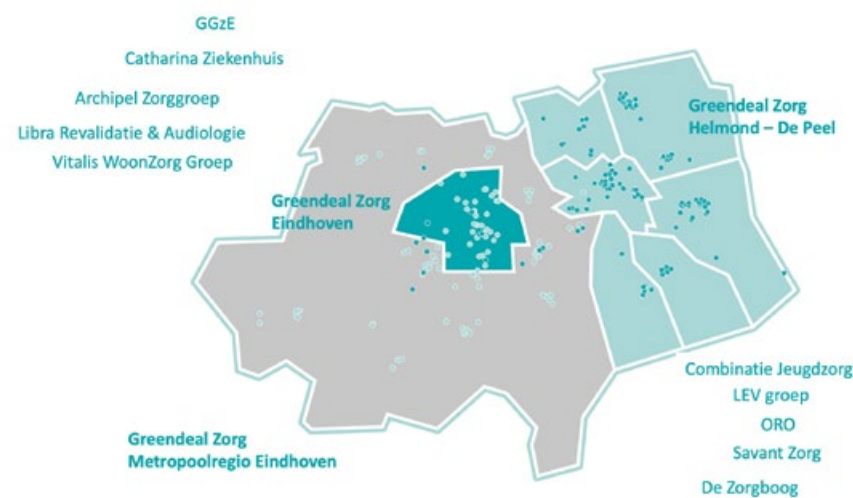 GGzE
Catharina Ziekenhuis
Archipel Zorggroep
Libra Revalidatie & Audiologie
Vitalis WoonZorg Groep
Greendeal Zorg
Helmond – De Peel
Greendeal Zorg
Eindhoven
Combinatie Jeugdzorg
LEV groep
ORO
Savant Zorg
De Zorgboog
Greendeal Zorg
Metropoolregio Eindhoven